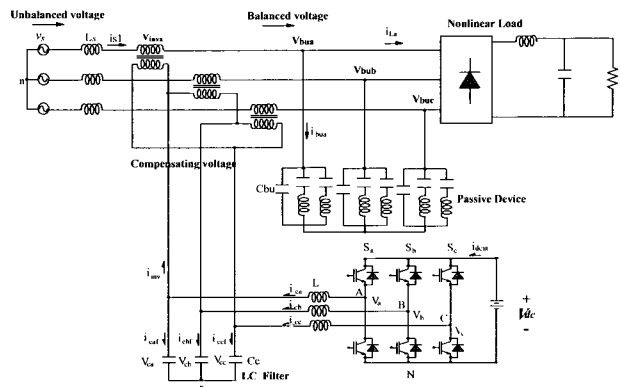 Unbalanced voltage
Balanced voltage
Nonlinear Load
vs
Ls
is1
vinva
Vbua
iLa
n
Vbub
Vbuc
ibua
Compensating voltage
Cbu
Passive Device
Sa
Sb
Sc
iinv
L
A
ica
Va
B
icb
Vb
C
icc
Vdc
+
-
icaf
icbf
iccf
Vca
Vcb
Vcc
Cc
LC Filter
N